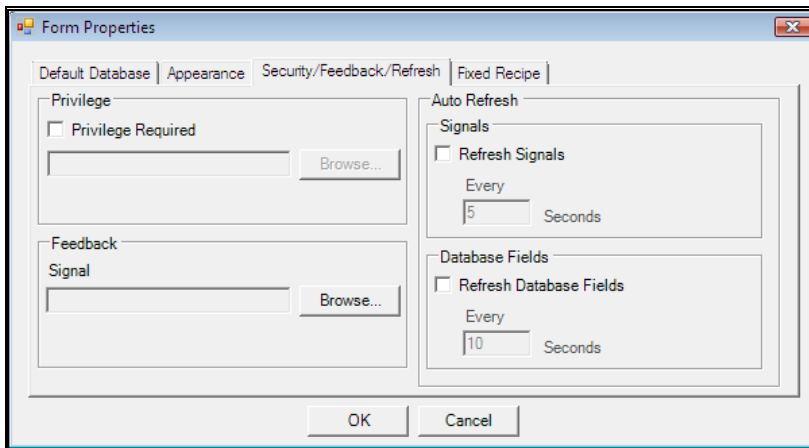 Form Properties
Default Database
Appearance
Security/Feedback/Refresh
Fixed Recipe
Privilege
Privilege Required
Browse...
Feedback
Signal
Browse...
Auto Refresh
Signals
Refresh Signals
Every
5 Seconds
Database Fields
Refresh Database Fields
Every
10 Seconds
OK
Cancel